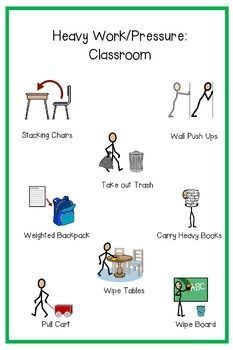 Heavy Work/Pressure:
Classroom
Stacking Chairs
Wall Push Ups
Take out Trash
Weighted Backpack
Carry Heavy Books
Wipe Tables
ABC
Pull Cart
Wipe Board